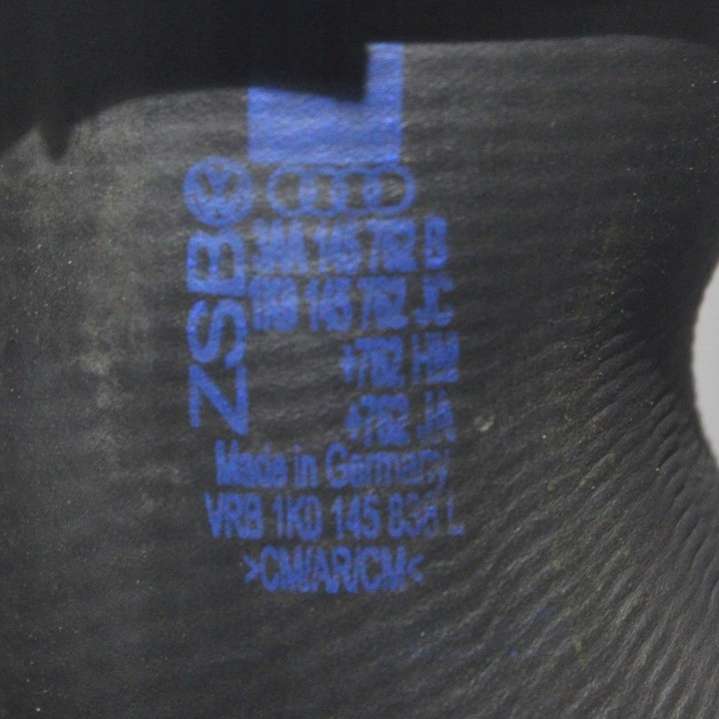 ZSB
3AA 145 762 B
1K0 145 762 JC
+762 HM
+762 JA
Made in Germany
VRB 1K0 145 838 L
>CM/AR/CM<